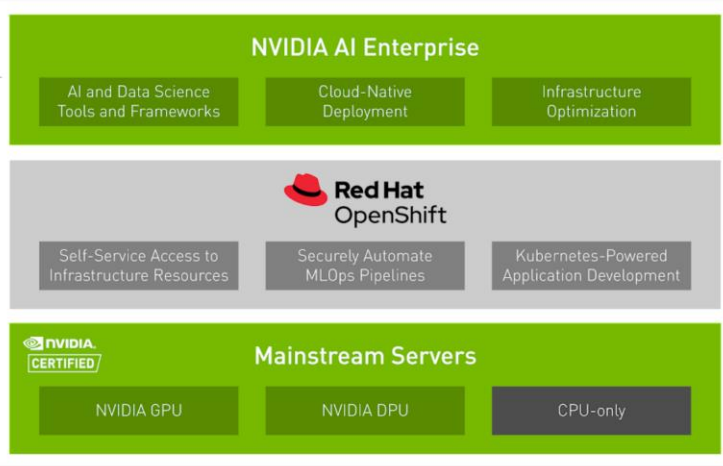 NVIDIA AI Enterprise
AI and Data Science
Tools and Frameworks
Cloud-Native
Deployment
Infrastructure
Optimization
Red Hat
OpenShift
Self-Service Access to
Infrastructure Resources
Securely Automate
MLOps Pipelines
Kubernetes-Powered
Application Development
NVIDIA.
CERTIFIED
Mainstream Servers
NVIDIA GPU
NVIDIA DPU
CPU-only